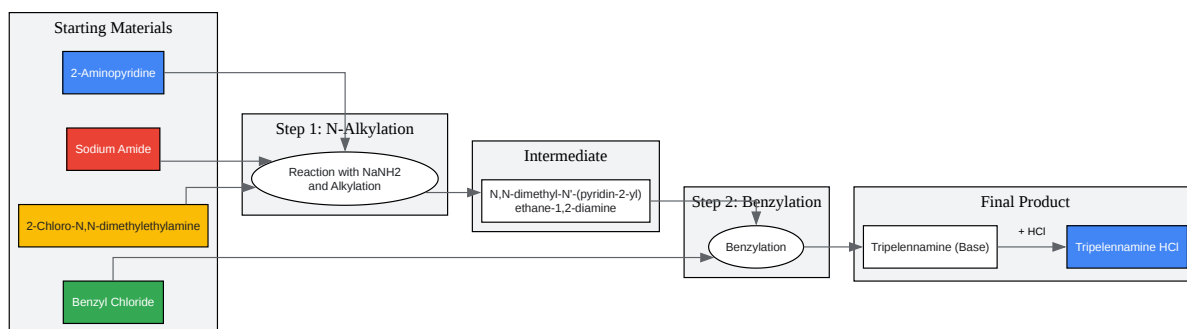 Starting Materials
2-Aminopyridine
Sodium Amide
2-Chloro-N,N-dimethylethylamine
Benzyl Chloride
Step 1: N-Alkylation
Reaction with NaNH2
and Alkylation
Intermediate
N,N-dimethyl-N'-(pyridin-2-yl)
ethane-1,2-diamine
Step 2: Benzylation
Benzylation
Final Product
Tripelennamine (Base)
+ HCl
Tripelennamine HCl